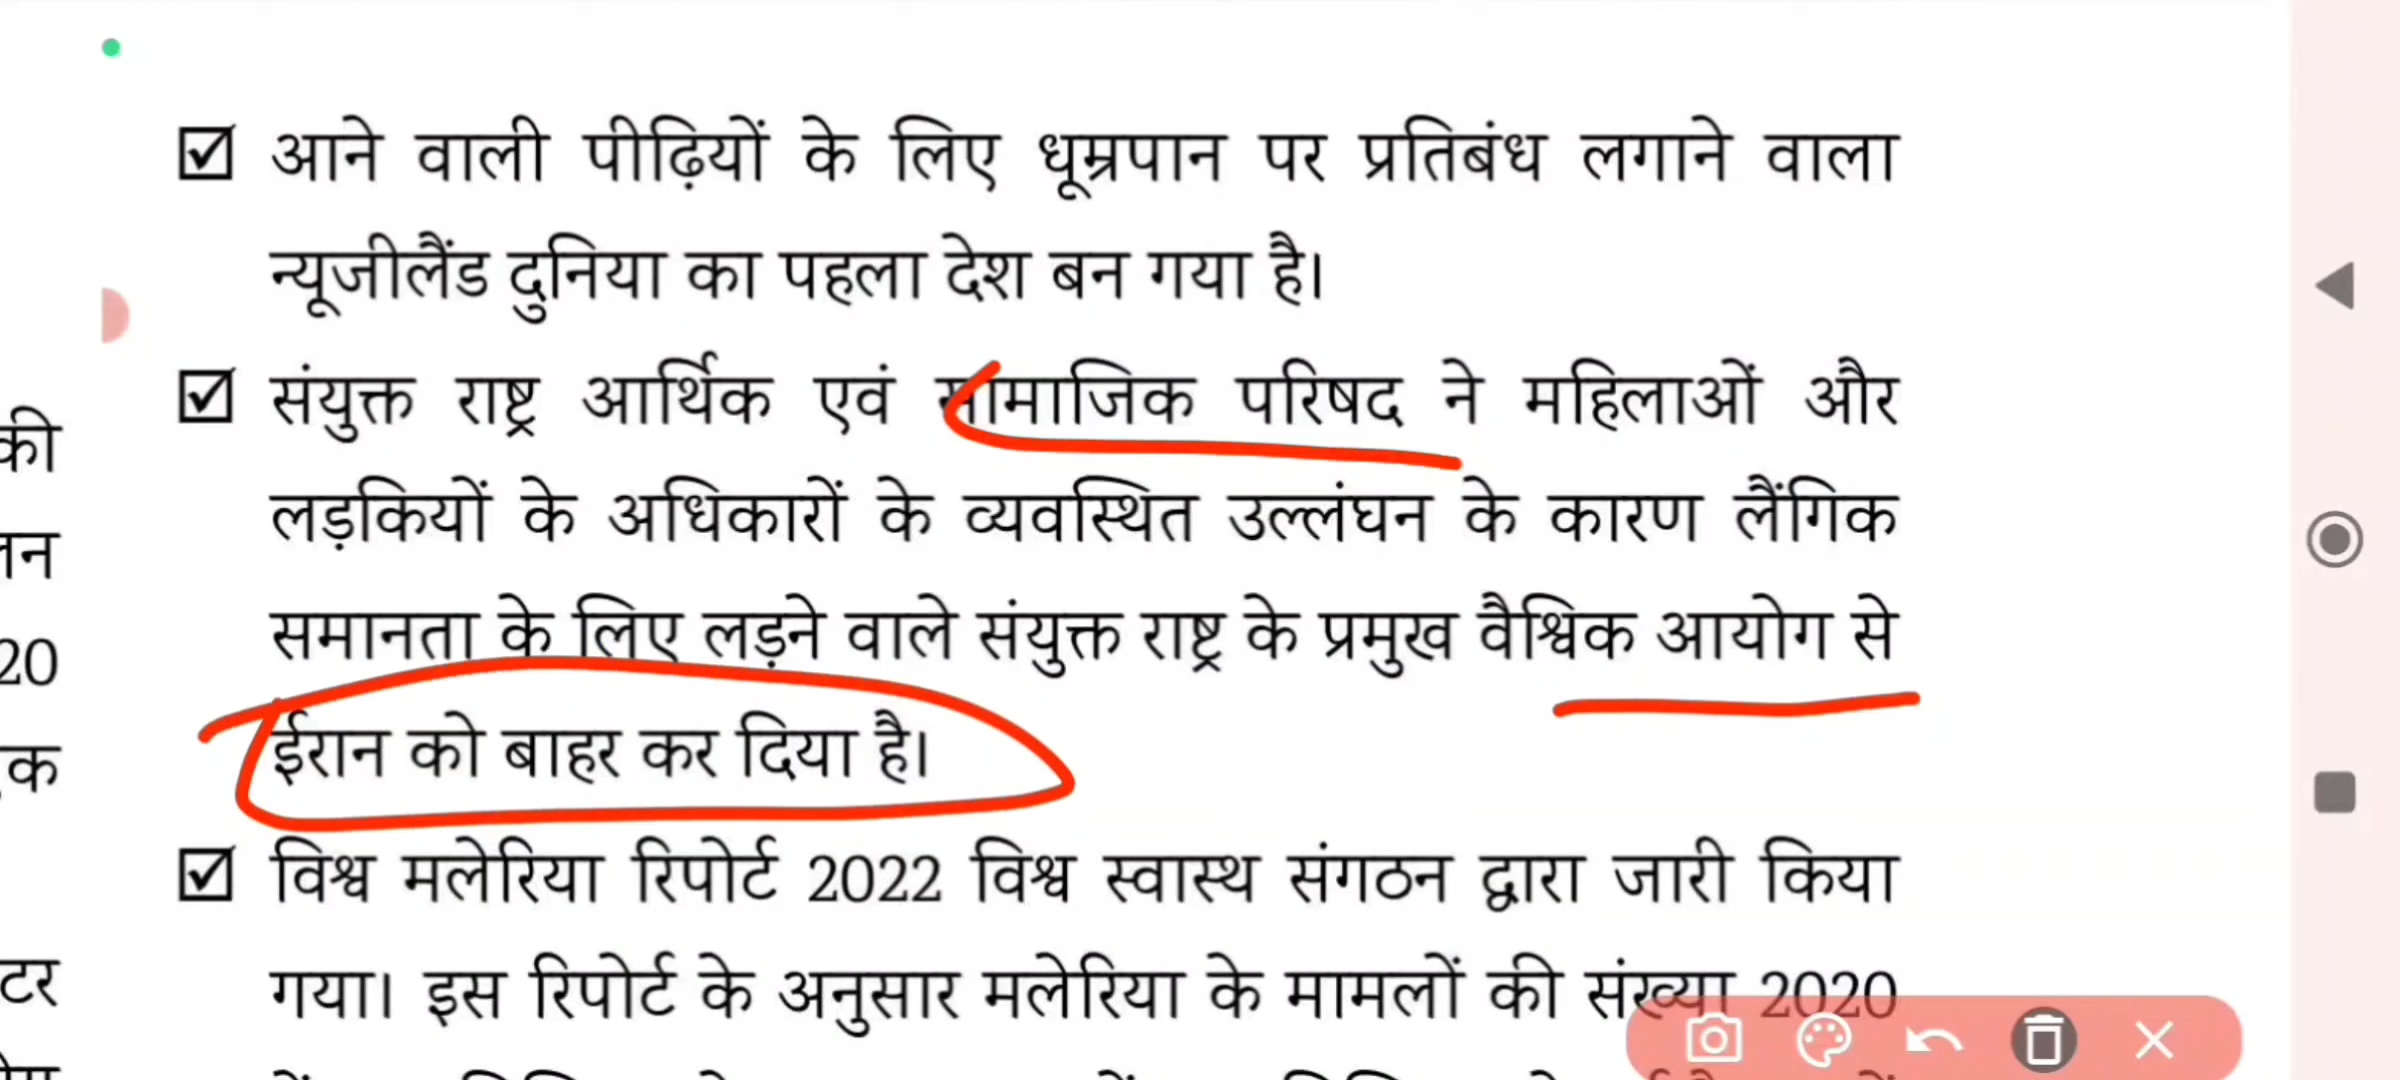 आने वाली पीढ़ियों के लिए धूम्रपान पर प्रतिबंध लगाने वाला
न्यूजीलैंड दुनिया का पहला देश बन गया है।
संयुक्त राष्ट्र आर्थिक एवं सामाजिक परिषद ने महिलाओं और
लड़कियों के अधिकारों के व्यवस्थित उल्लंघन के कारण लैंगिक
समानता के लिए लड़ने वाले संयुक्त राष्ट्र के प्रमुख वैश्विक आयोग से
ईरान को बाहर कर दिया है।
विश्व मलेरिया रिपोर्ट 2022 विश्व स्वास्थ संगठन द्वारा जारी किया
गया। इस रिपोर्ट के अनुसार मलेरिया के मामलों की संख्या 2020
की
20